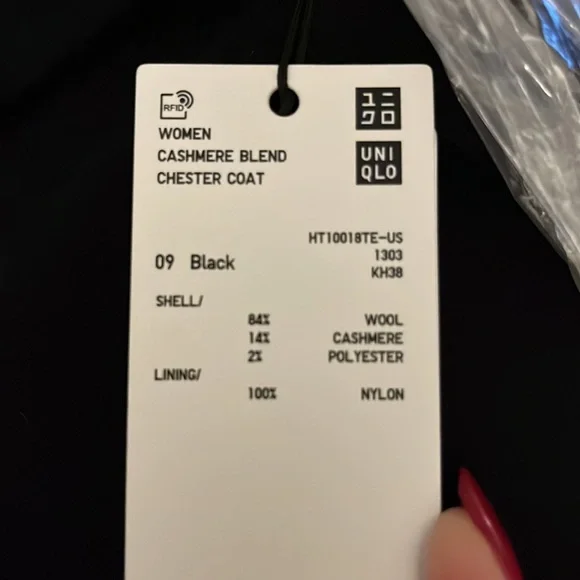 RFID
ユニ
クロ
UNI
QLO
WOMEN
CASHMERE BLEND
CHESTER COAT
HT10018TE-US
1303
KH38
09 Black
SHELL/
84% WOOL
14% CASHMERE
2% POLYESTER
LINING/
100% NYLON